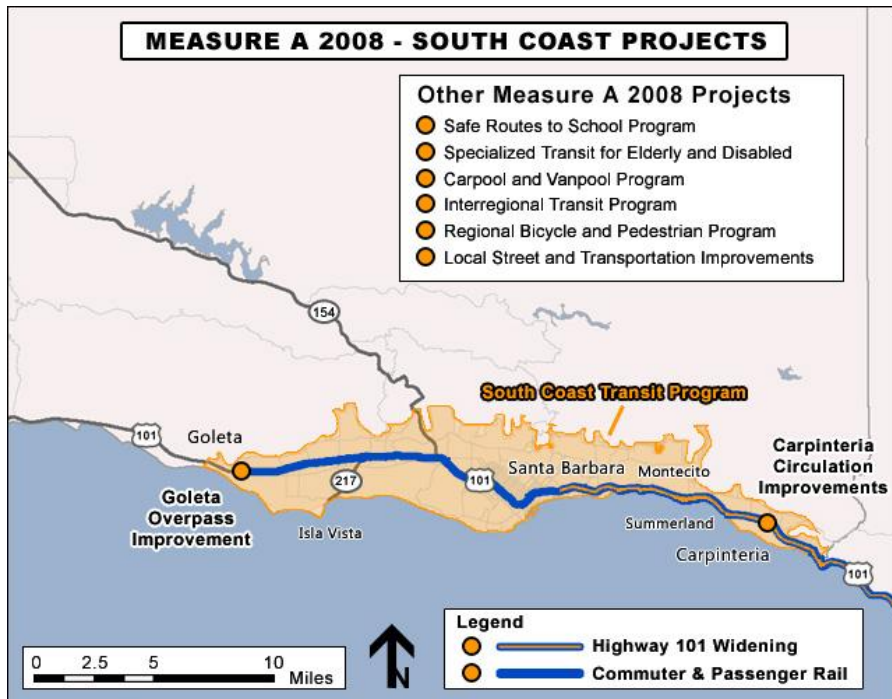 MEASURE A 2008 - SOUTH COAST PROJECTS
Other Measure A 2008 Projects
Safe Routes to School Program
Specialized Transit for Elderly and Disabled
Carpool and Vanpool Program
Interregional Transit Program
Regional Bicycle and Pedestrian Program
Local Street and Transportation Improvements
154
South Coast Transit Program
101
Goleta
Carpinteria
Circulation
Improvements
Santa Barbara
Montecito
101
217
Goleta
Overpass
Improvement
Isla Vista
Summerland
Carpinteria
101
Legend
Highway 101 Widening
Commuter & Passenger Rail
0 2.5 5 10
Miles
N